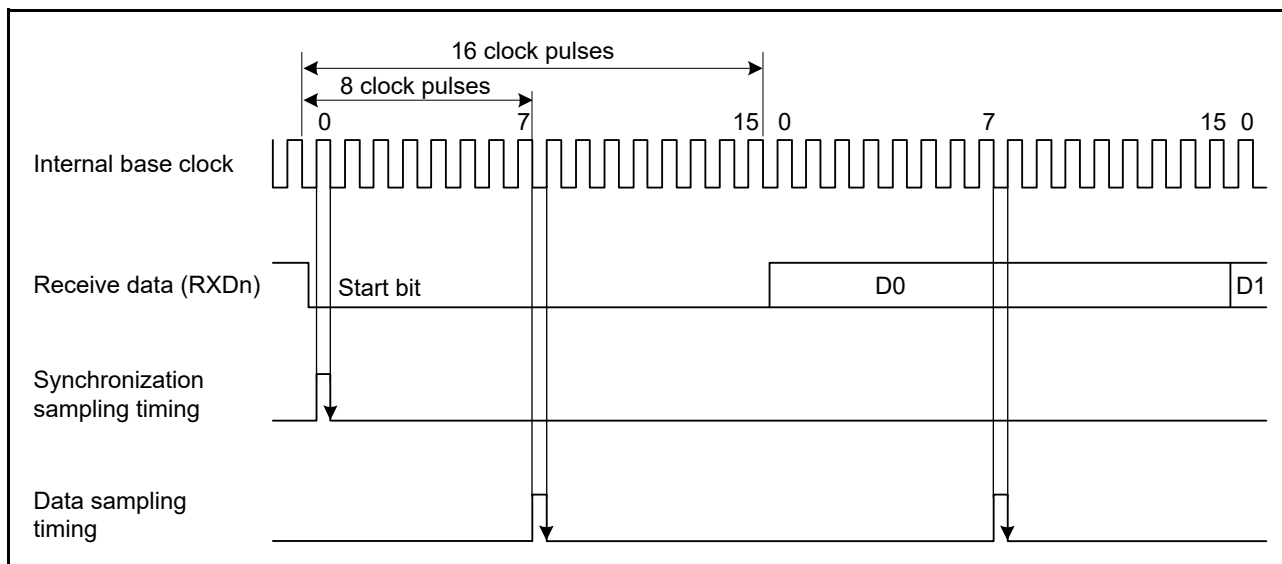 16 clock pulses
8 clock pulses
0 7 15 0 7 15 0
Internal base clock
Receive data (RXDn)
Start bit
D0
D1
Synchronization
sampling timing
Data sampling
timing